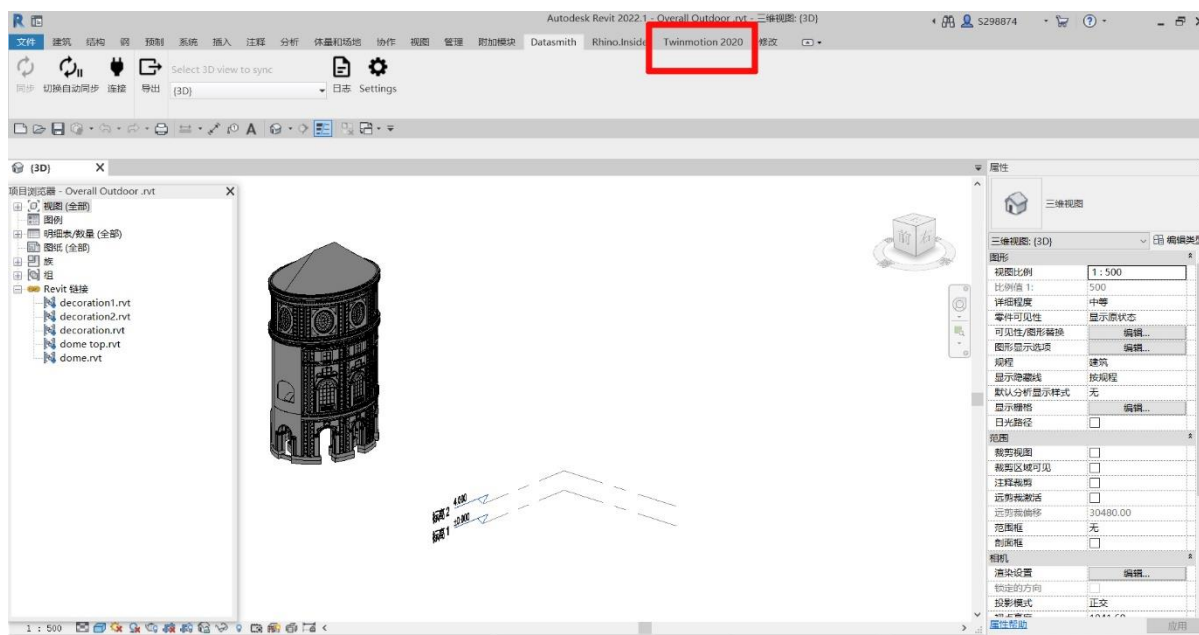 Autodesk Revit 2022.1 - Overall Outdoor .rvt - 三维视图: {3D}
s298874
文件 建筑 结构 钢 预制 系统 插入 注释 分析 体量和场地 协作 视图 管理 附加模块 Datasmith Rhino.Inside Twinmotion 2020 修改
Select 3D view to sync
同步 切换自动同步 连接 导出 {3D} 日志 Settings
{3D}
项目浏览器 - Overall Outdoor .rvt
视图 (全部)
图例
明细表/数量 (全部)
图纸 (全部)
族
组
Revit 链接
decoration1.rvt
decoration2.rvt
decoration.rvt
dome top.rvt
dome.rvt
前 右
4.000
标高 2
±0.000
标高 1
属性
三维视图
三维视图: {3D} 编辑类型
图形
视图比例 1 : 500
比例值 1: 500
详细程度 中等
零件可见性 显示原状态
可见性/图形替换 编辑...
图形显示选项 编辑...
规程 建筑
显示隐藏线 按规程
默认分析显示样式 无
显示栅格 编辑...
日光路径
范围
裁剪视图
裁剪区域可见
注释裁剪
远剪裁激活
远剪裁偏移 30480.00
范围框 无
剖面框
相机
渲染设置 编辑...
锁定的方向
投影模式 正交
属性帮助 应用
1 : 500